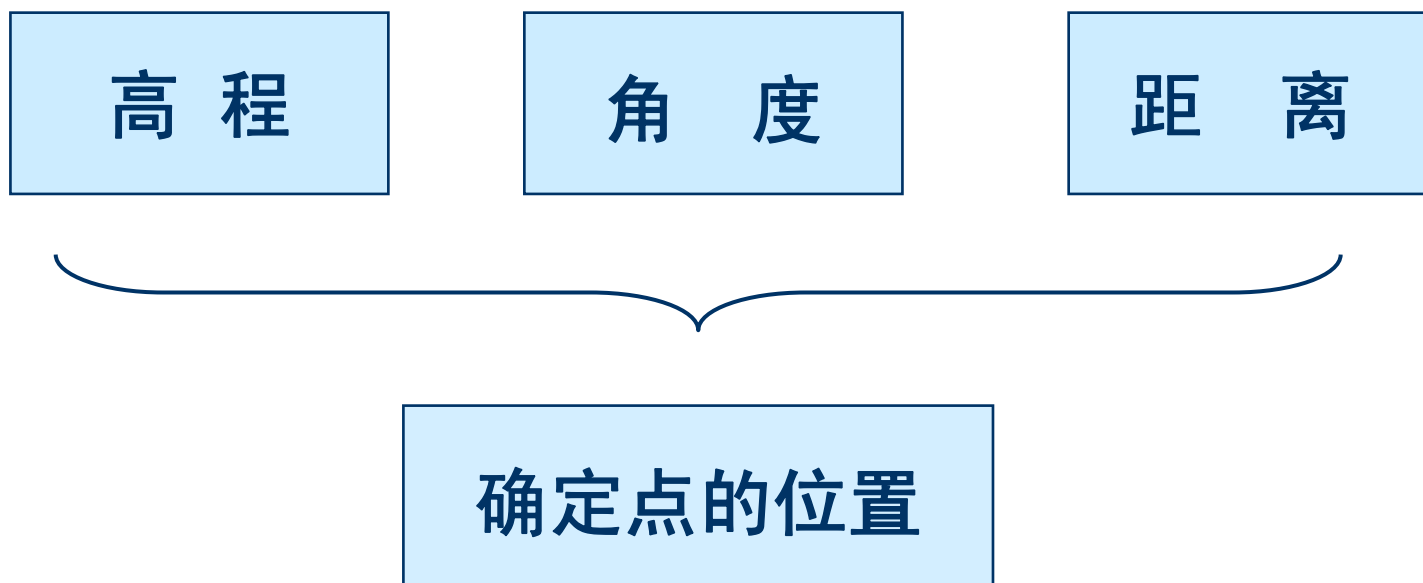 高 程
角 度
距 离
确定点的位置